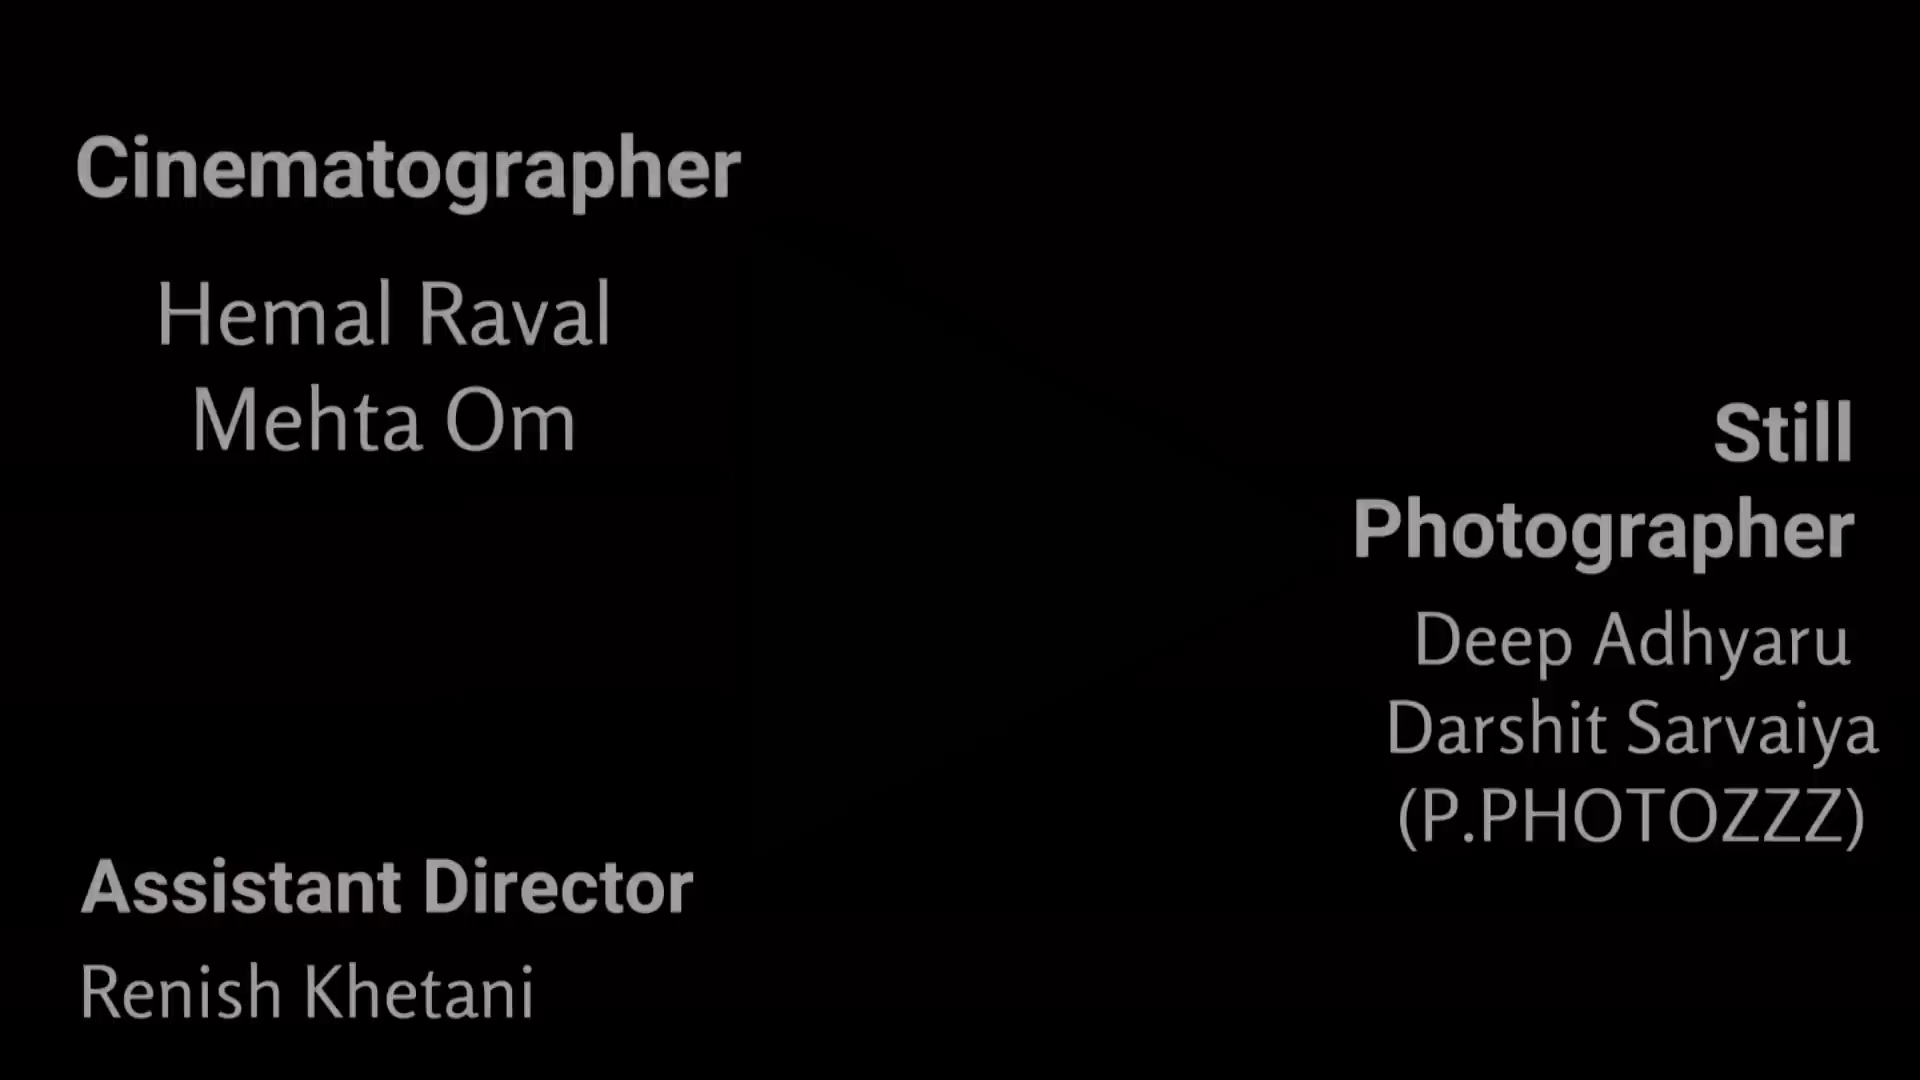 Cinematographer
Hemal Raval
Mehta Om
Still
Photographer
Deep Adhyaru
Darshit Sarvaiya
(P.PHOTOZZZ)
Assistant Director
Renish Khetani